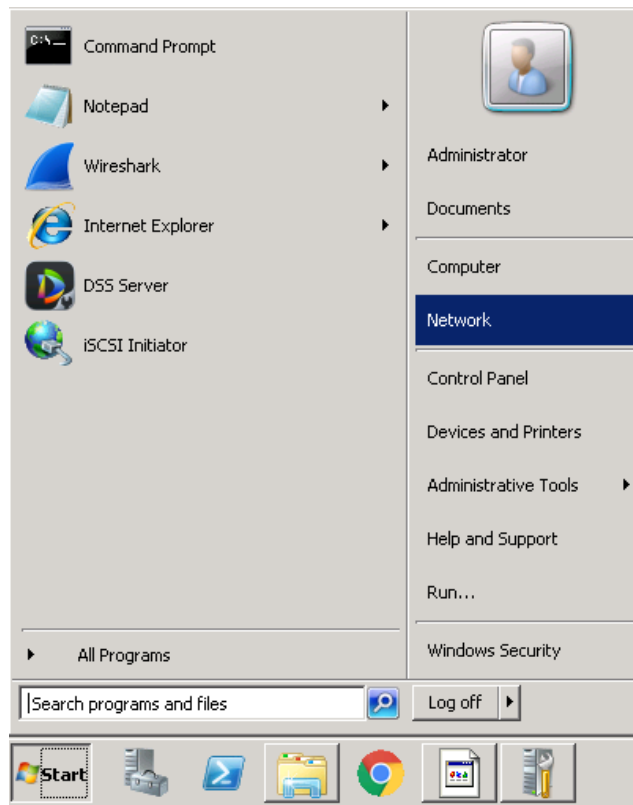 C:\_
Command Prompt
Notepad
Wireshark
Internet Explorer
DSS Server
iSCSI Initiator
All Programs
Search programs and files
Administrator
Documents
Computer
Network
Control Panel
Devices and Printers
Administrative Tools
Help and Support
Run...
Windows Security
Log off
Start